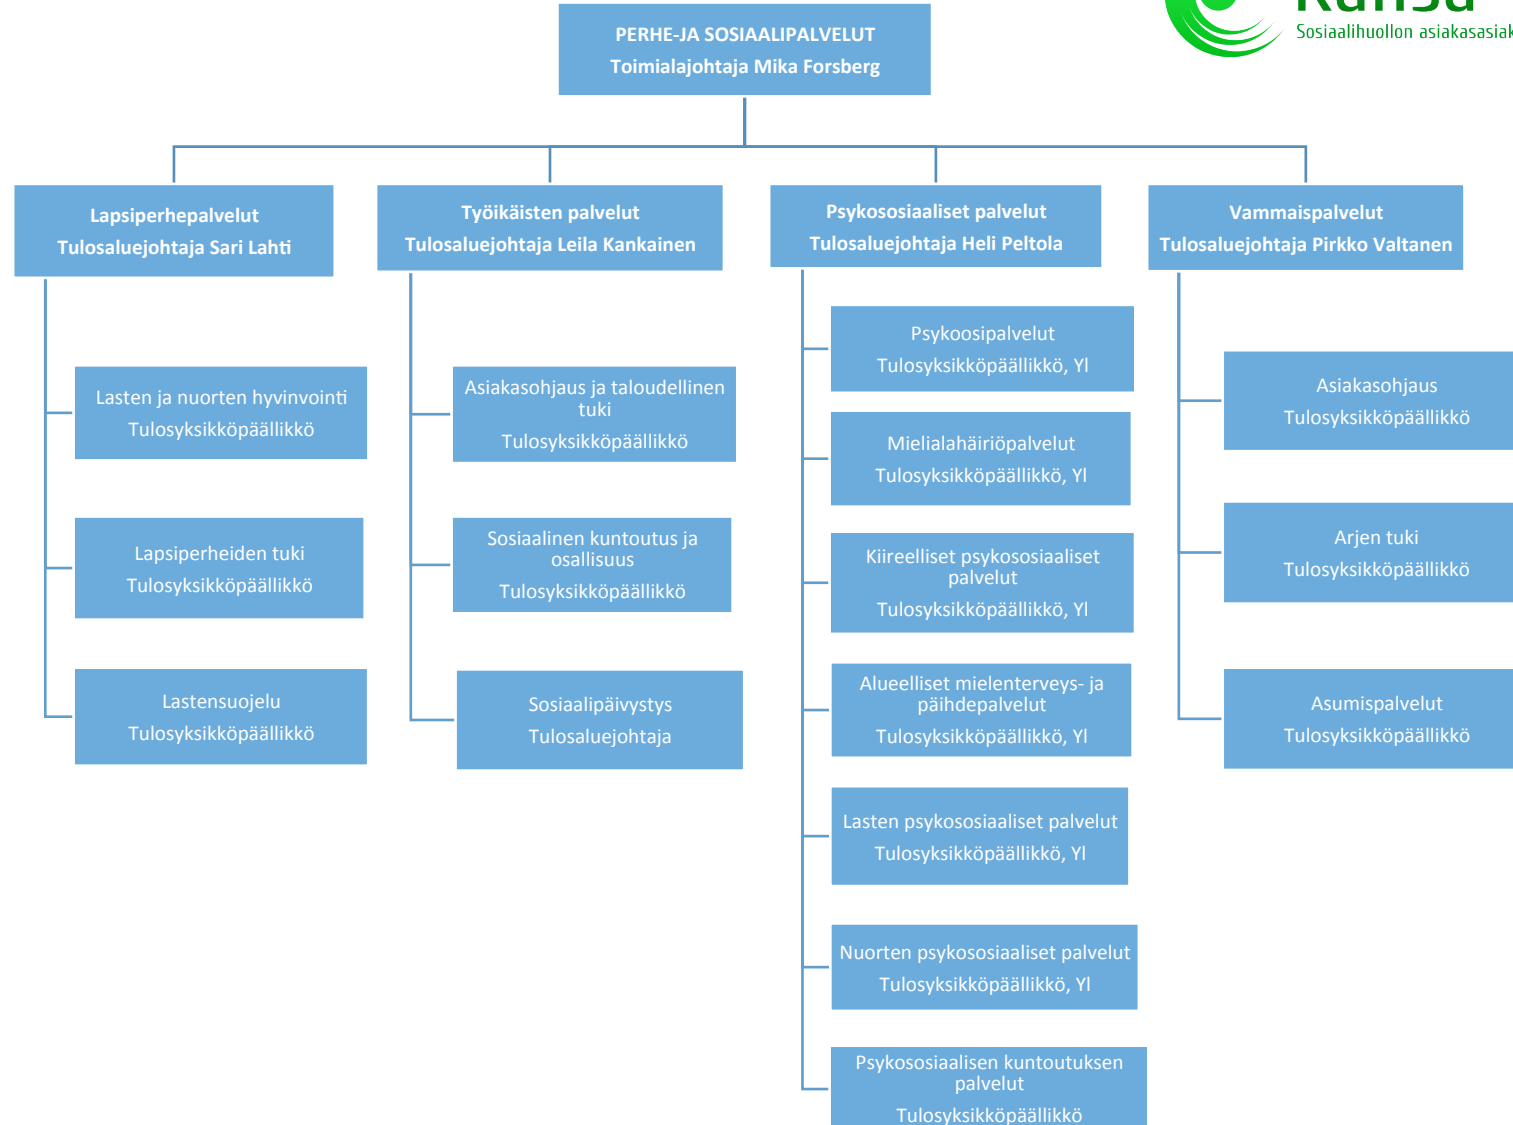 PERHE-JA SOSIAALIPALVELUT
Toimialajohtaja Mika Forsberg
Sosiaalihuollon
Lapsiperhepalvelut
Tulosaluejohtaja Sari Lahti
Lasten ja nuorten hyvinvointi
Tulosyksikköpäällikkö
Lapsiperheiden tuki
Tulosyksikköpäällikkö
Lastensuojelu
Tulosyksikköpäällikkö
Työikäisten palvelut
Tulosaluejohtaja Leila Kankainen
Asiakasohjaus ja taloudellinen
tuki
Tulosyksikköpäällikkö
Sosiaalinen kuntoutus ja
osallisuus
Tulosyksikköpäällikkö
Sosiaalipäivystys
Tulosaluejohtaja
Psykososiaaliset palvelut
Tulosaluejohtaja Heli Peltola
Psykoosipalvelut
Tulosyksikköpäällikkö, Yl
Mielialahäiriöpalvelut
Tulosyksikköpäällikkö, Yl
Kiireelliset psykososiaaliset
palvelut
Tulosyksikköpäällikkö, Yl
Alueelliset mielenterveys- ja
päihdepalvelut
Tulosyksikköpäällikkö, Yl
Lasten psykososiaaliset palvelut
Tulosyksikköpäällikkö, Yl
Nuorten psykososiaaliset palvelut
Tulosyksikköpäällikkö, Yl
Psykososiaalisen kuntoutuksen
palvelut
Tulosyksikköpäällikkö
Vammaispalvelut
Tulosaluejohtaja Pirkko Valtanen
Asiakasohjaus
Tulosyksikköpäällikkö
Arjen tuki
Tulosyksikköpäällikkö
Asumispalvelut
Tulosyksikköpäällikkö